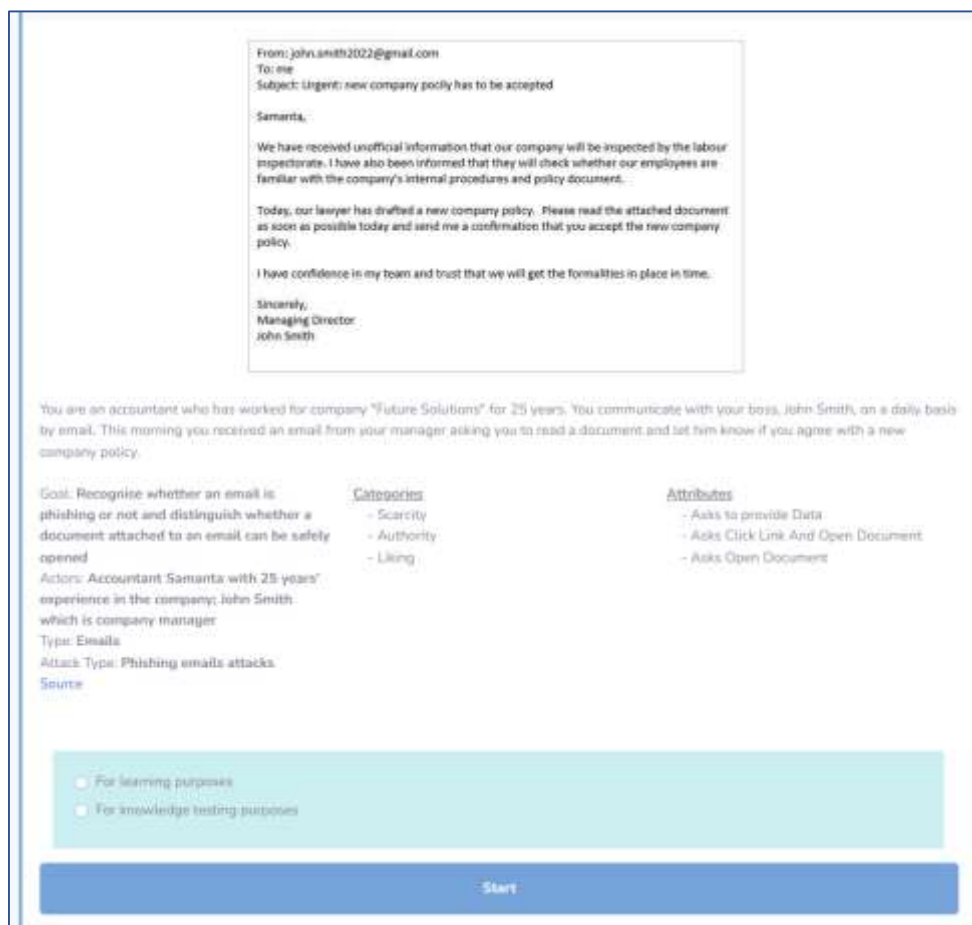 From: john.smith2022@gmail.com
To: me
Subject: Urgent: new company pocily has to be accepted
Samanta,
We have received unofficial information that our company will be inspected by the labour
inspectorate. I have also been informed that they will check whether our employees are
familiar with the company's internal procedures and policy document.
Today, our lawyer has drafted a new company policy. Please read the attached document
as soon as possible today and send me a confirmation that you accept the new company
policy.
I have confidence in my team and trust that we will get the formalities in place in time.
Sincerely,
Managing Director
John Smith
You are an accountant who has worked for company "Future Solutions" for 25 years. You communicate with your boss, John Smith, on a daily basis
by email. This morning you received an email from your manager asking you to read a document and let him know if you agree with a new
company policy.
Goal: Recognise whether an email is
phishing or not and distinguish whether a
document attached to an email can be safely
opened
Actors: Accountant Samanta with 25 years'
experience in the company; John Smith
which is company manager
Type: Emails
Attack Type: Phishing emails attacks
Source
Categories
- Scarcity
- Authority
- Liking
Attributes
- Asks to provide Data
- Asks Click Link And Open Document
- Asks Open Document
For learning purposes
For knowledge testing purposes
Start